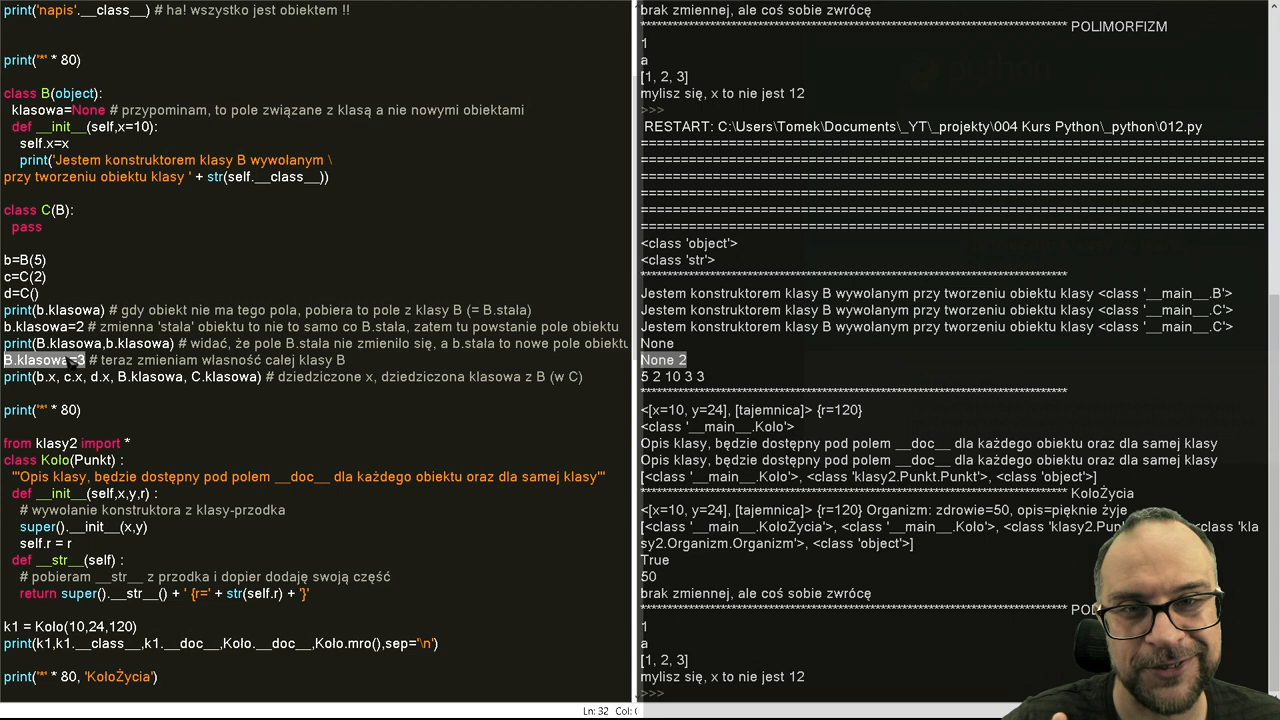 print('napis'.__class__) # ha! wszystko jest obiektem !!
print('*' * 80)
class B(object):
klasowa=None # przypominam, to pole związane z klasą a nie nowymi obiektami
def __init__(self,x=10):
self.x=x
print('Jestem konstruktorem klasy B wywolanym \
przy tworzeniu obiektu klasy ' + str(self.__class__))
class C(B):
pass
b=B(5)
c=C(2)
d=C()
print(b.klasowa) # gdy obiekt nie ma tego pola, pobiera to pole z klasy B (= B.stala)
b.klasowa=2 # zmienna 'stala' obiektu to nie to samo co B.stala, zatem tu powstanie pole obiektu
print(B.klasowa,b.klasowa) # widać, że pole B.stala nie zmieniło się, a b.stala to nowe pole obiektu
B.klasowa=3 # teraz zmieniam własność całej klasy B
print(b.x, c.x, d.x, B.klasowa, C.klasowa) # dziedziczone x, dziedziczona klasowa z B (w C)
print('*' * 80)
from klasy2 import *
class Kolo(Punkt) :
'''Opis klasy, będzie dostępny pod polem __doc__ dla każdego obiektu oraz dla samej klasy'''
def __init__(self,x,y,r) :
# wywolanie konstruktora z klasy-przodka
super().__init__(x,y)
self.r = r
def __str__(self) :
# pobieram __str__ z przodka i dopier dodaję swoją część
return super().__str__() + ' {r=' + str(self.r) + '}'
k1 = Kolo(10,24,120)
print(k1,k1.__class__,k1.__doc__,Kolo.__doc__,Kolo.mro(),sep='\n')
print('*' * 80, 'KoloŻycia')
Ln: 32 Col:
brak zmiennej, ale coś sobie zwrócę
******************************************************************************** POLIMORFIZM
1
a
[1, 2, 3]
mylisz się, x to nie jest 12
>>>
RESTART: C:\Users\Tomek\Documents\_YT\_projekty\004 Kurs Python\_python\012.py
<class 'object'>
<class 'str'>
********************************************************************************
Jestem konstruktorem klasy B wywolanym przy tworzeniu obiektu klasy <class '__main__.B'>
Jestem konstruktorem klasy B wywolanym przy tworzeniu obiektu klasy <class '__main__.C'>
Jestem konstruktorem klasy B wywolanym przy tworzeniu obiektu klasy <class '__main__.C'>
None
None 2
5 2 10 3 3
********************************************************************************
<[x=10, y=24], [tajemnica]> {r=120}
<class '__main__.Kolo'>
Opis klasy, będzie dostępny pod polem __doc__ dla każdego obiektu oraz dla samej klasy
Opis klasy, będzie dostępny pod polem __doc__ dla każdego obiektu oraz dla samej klasy
[<class '__main__.Kolo'>, <class 'klasy2.Punkt.Punkt'>, <class 'object'>]
******************************************************************************** KoloŻycia
<[x=10, y=24], [tajemnica]> {r=120} Organizm: zdrowie=50, opis=pięknie żyje
[<class '__main__.KoloŻycia'>, <class '__main__.Kolo'>, <class 'klasy2.Pun <class 'kla
sy2.Organizm.Organizm'>, <class 'object'>]
True
50
brak zmiennej, ale coś sobie zwrócę
******************************************************************************** PO
1
a
[1, 2, 3]
mylisz się, x to nie jest 12
>>>